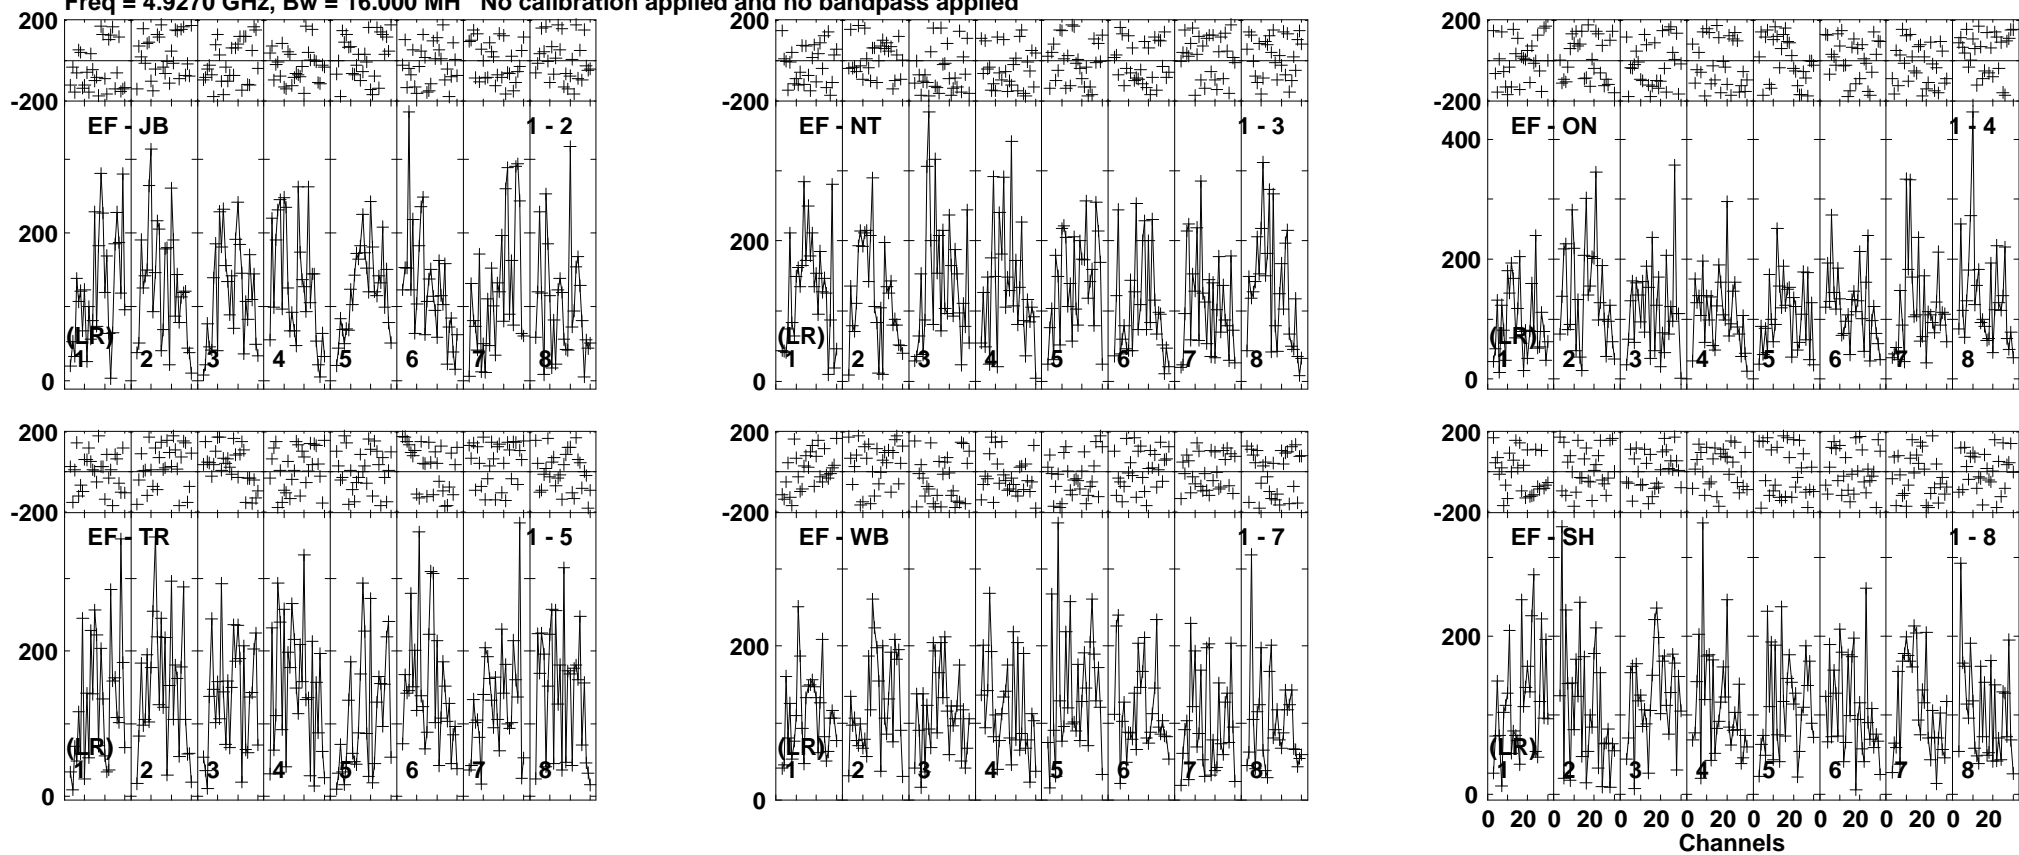 Freq = 4.9270 GHz, Bw = 16.000 MH No calibration applied and no bandpass applied
200 200 200
-200 -200 -200
EF - JB 1 - 2 EF - NT 1 - 3 EF - ON 1 - 4
400
200 200 200
(LR) (LR) (LR)
1 2 3 4 5 6 7 8 1 2 3 4 5 6 7 8 1 2 3 4 5 6 7 8
0 0 0
200 200 200
-200 -200 -200
EF - TR 1 - 5 EF - WB 1 - 7 EF - SH 1 - 8
200 200 200
(LR) (LR) (LR)
1 2 3 4 5 6 7 8 1 2 3 4 5 6 7 8 1 2 3 4 5 6 7 8
0 0 0
0 20 0 20 0 20 0 20 0 20 0 20 0 20 0 20
Channels